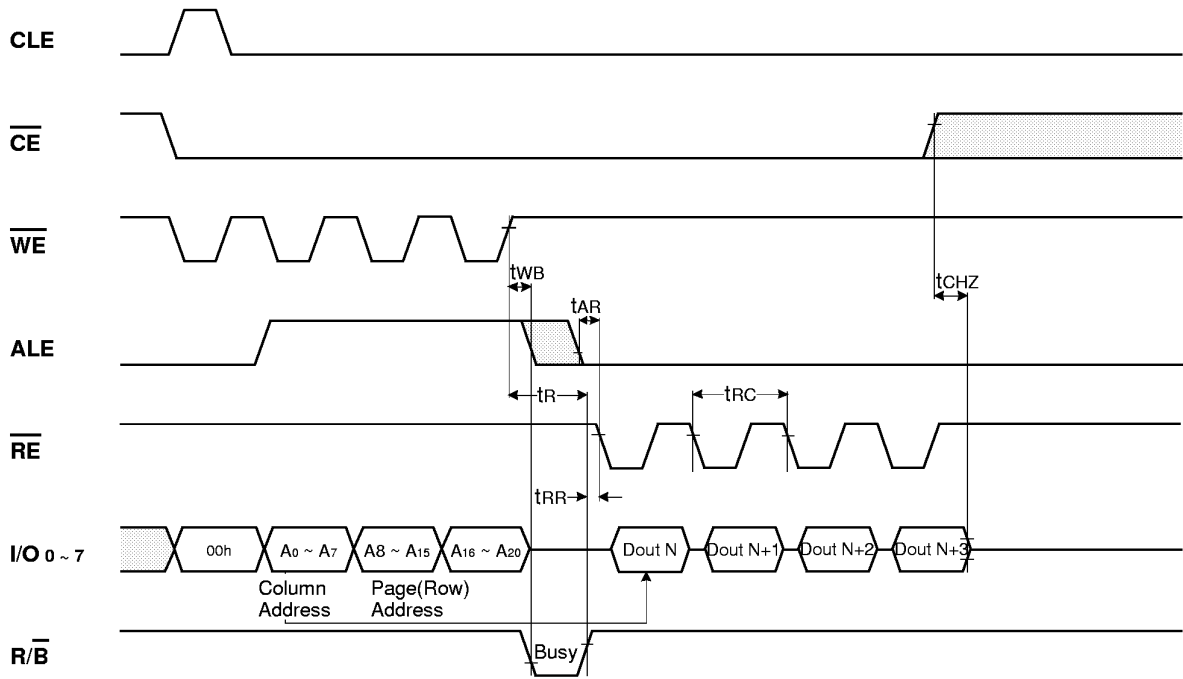 CLE
CE
WE
tWB
tCHZ
tAR
ALE
tR
tRC
RE
tRR
I/O 0 ~ 7
00h
A0 ~ A7
A8 ~ A15
A16 ~ A20
Dout N
Dout N+1
Dout N+2
Dout N+3
Column
Address
Page(Row)
Address
R/B
Busy